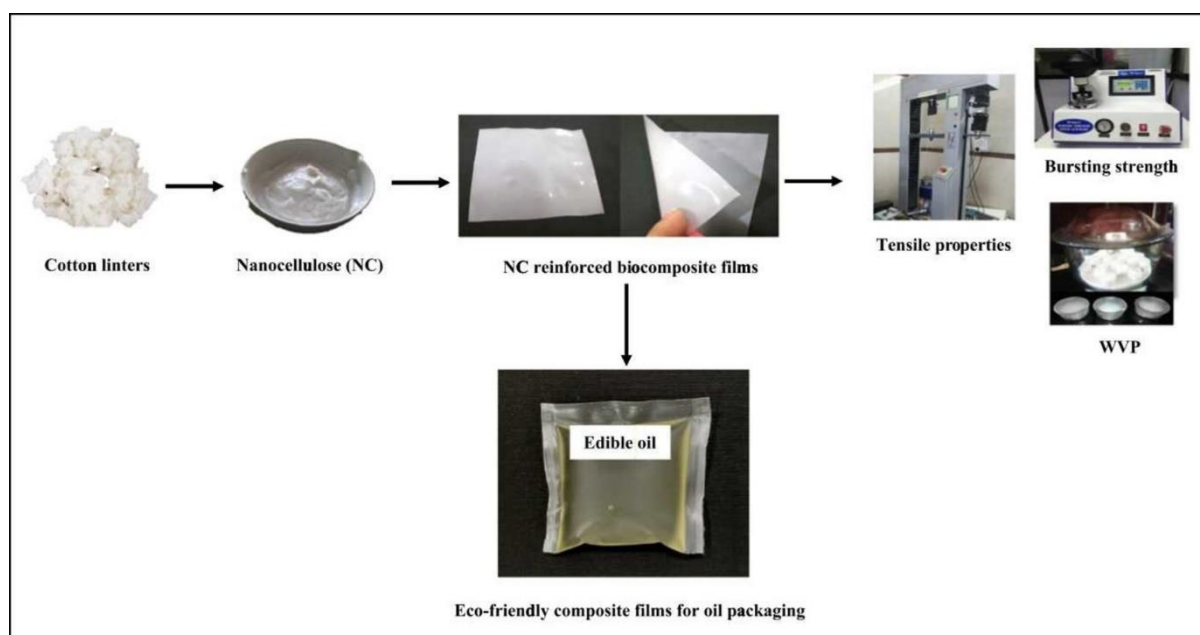 Cotton linters
Nanocellulose (NC)
NC reinforced biocomposite films
Tensile properties
Bursting strength
WVP
Edible oil
Eco-friendly composite films for oil packaging